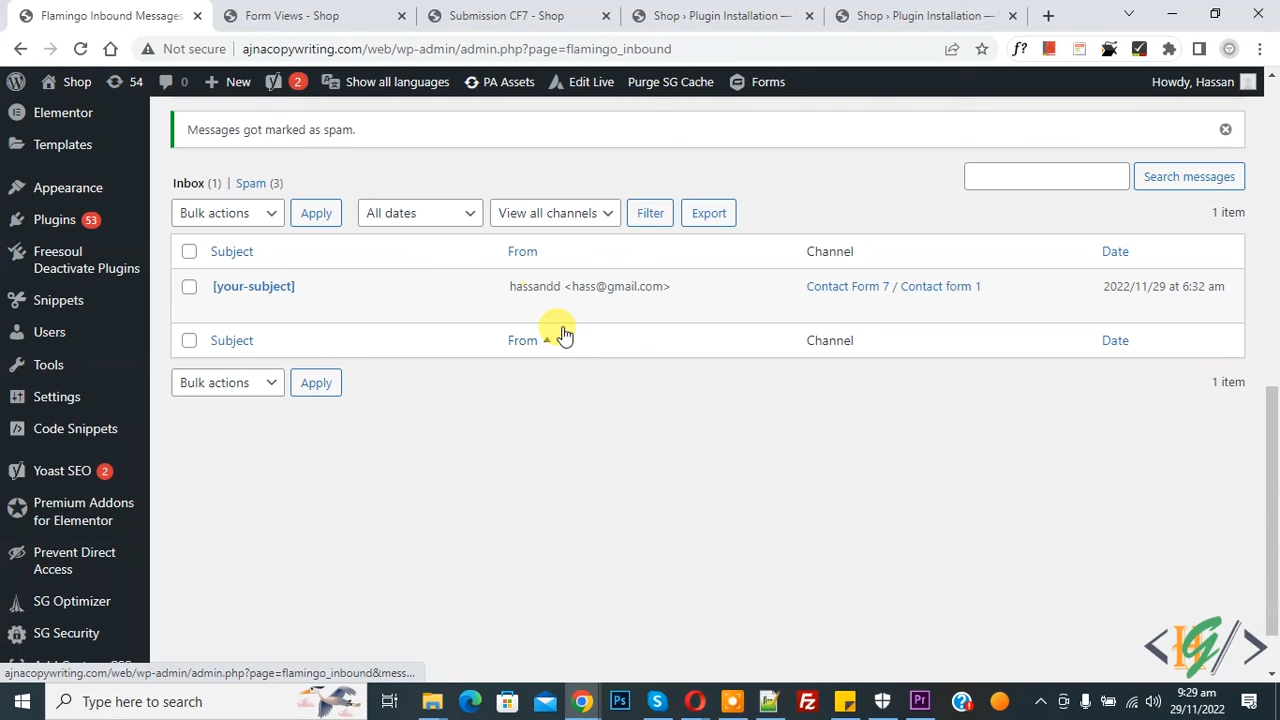 Flamingo Inbound Messages
Form Views - Shop
Submission CF7 - Shop
Shop › Plugin Installation —
Shop › Plugin Installation —
Not secure
ajnacopywriting.com/web/wp-admin/admin.php?page=flamingo_inbound
f?
Shop
54
0
New
2
Show all languages
PA Assets
Edit Live
Purge SG Cache
Forms
Howdy, Hassan
Elementor
Templates
Appearance
Plugins 53
Freesoul
Deactivate Plugins
Snippets
Users
Tools
Settings
Code Snippets
Yoast SEO 2
Premium Addons
for Elementor
Prevent Direct
Access
SG Optimizer
SG Security
Messages got marked as spam.
Inbox (1) | Spam (3)
Search messages
Bulk actions
Apply
All dates
View all channels
Filter
Export
1 item
Subject
From
Channel
Date
[your-subject]
hassandd <hass@gmail.com>
Contact Form 7 / Contact form 1
2022/11/29 at 6:32 am
Subject
From
Channel
Date
Bulk actions
Apply
1 item
ajnacopywriting.com/web/wp-admin/admin.php?page=flamingo_inbound&mess...
Type here to search
9:29 am
29/11/2022